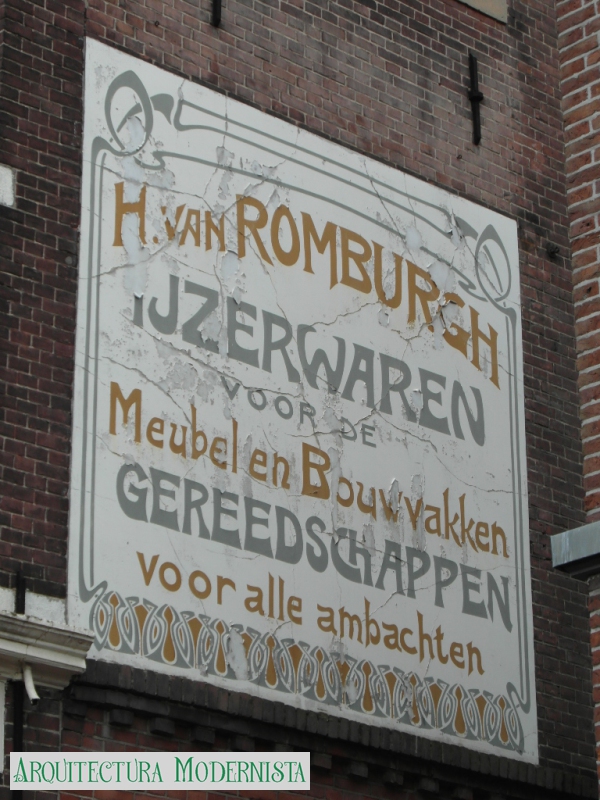 H. VAN ROMBURGH
IJZERWAREN
VOOR DE
Meubel en Bouwvakken
GEREEDSCHAPPEN
voor alle ambachten
Arquitectura Modernista